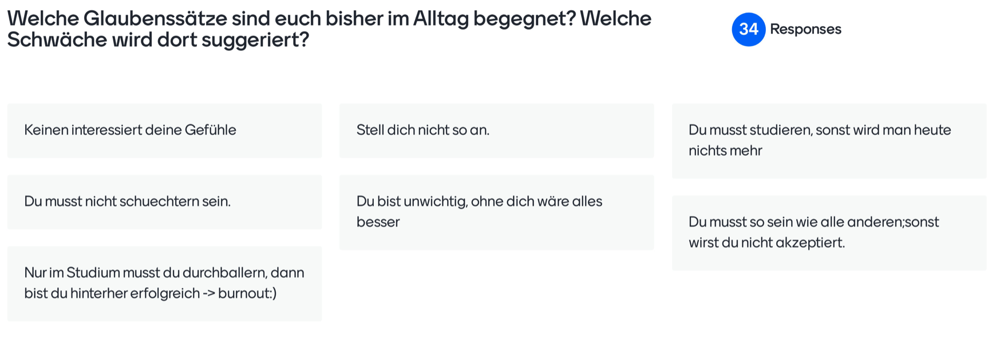 Welche Glaubenssätze sind euch bisher im Alltag begegnet? Welche
Schwäche wird dort suggeriert?
34 Responses
Keinen interessiert deine Gefühle
Du musst nicht schuechtern sein.
Nur im Studium musst du durchballern, dann
bist du hinterher erfolgreich -> burnout:)
Stell dich nicht so an.
Du bist unwichtig, ohne dich wäre alles
besser
Du musst studieren, sonst wird man heute
nichts mehr
Du musst so sein wie alle anderen;sonst
wirst du nicht akzeptiert.